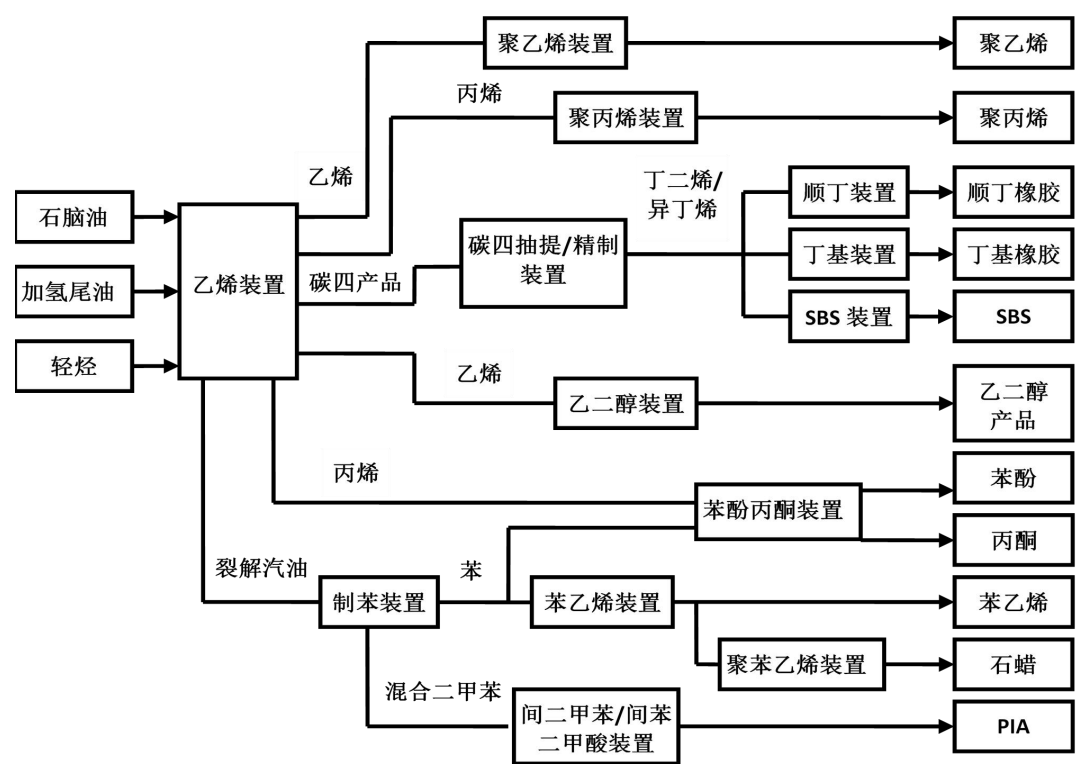 聚乙烯装置
聚乙烯
丙烯
聚丙烯装置
聚丙烯
乙烯
丁二烯/
异丁烯
顺丁装置
顺丁橡胶
石脑油
碳四抽提/精制
装置
丁基装置
丁基橡胶
加氢尾油
乙烯装置
碳四产品
SBS 装置
SBS
轻烃
乙烯
乙二醇装置
乙二醇
产品
丙烯
苯酚丙酮装置
苯酚
丙酮
裂解汽油
苯
制苯装置
苯乙烯装置
苯乙烯
聚苯乙烯装置
石蜡
混合二甲苯
间二甲苯/间苯
二甲酸装置
PIA